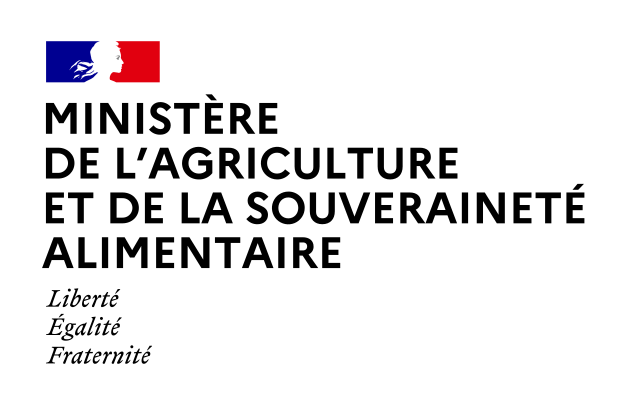 MINISTÈRE
DE L’AGRICULTURE
ET DE LA SOUVERAINETÉ
ALIMENTAIRE
Liberté
Égalité
Fraternité